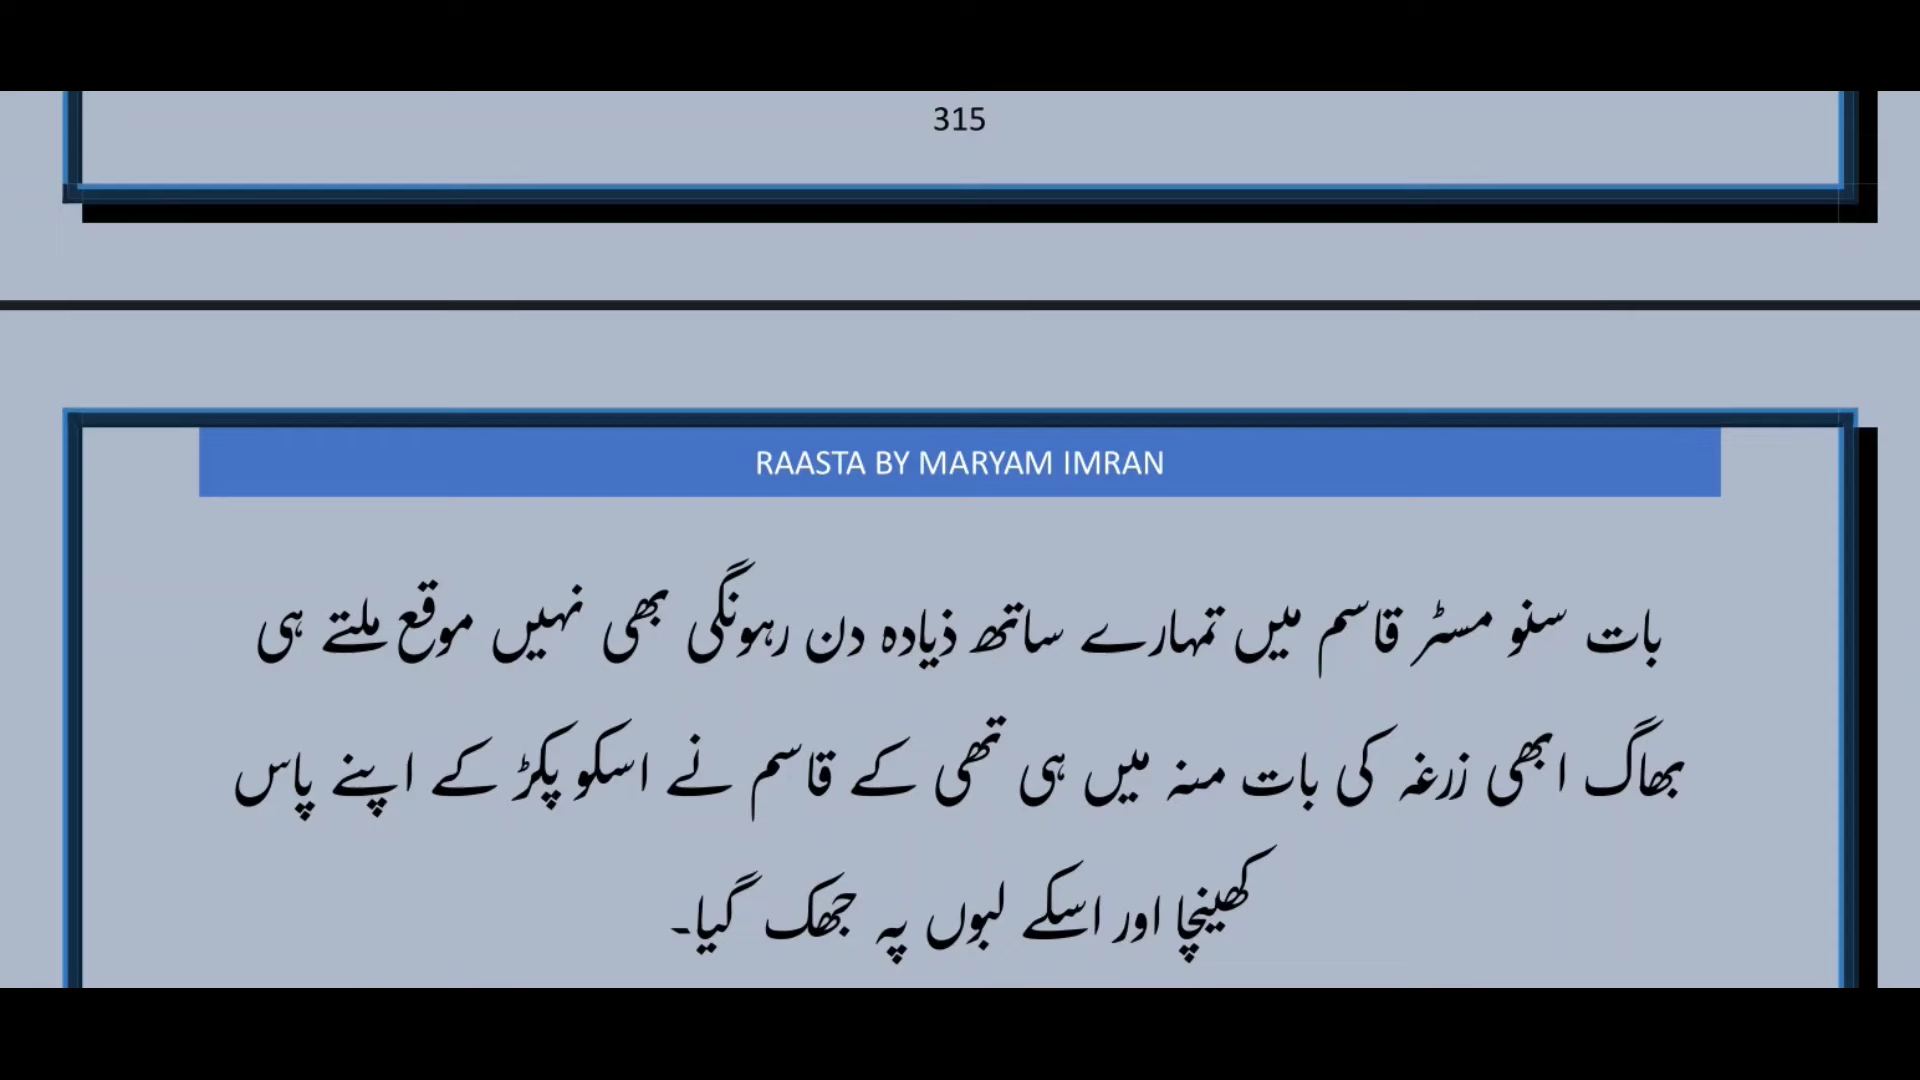 315
RAASTA BY MARYAM IMRAN
بات سنو مسٹر قاسم میں تمہارے ساتھ ذیادہ دن رہونگی بھی نہیں موقع ملتے ہی
بھاگ ابھی زرغہ کی بات منہ میں ہی تھی کے قاسم نے اسکو پکڑ کے اپنے پاس
کھینچا اور اسکے لبوں پہ جھک گیا۔